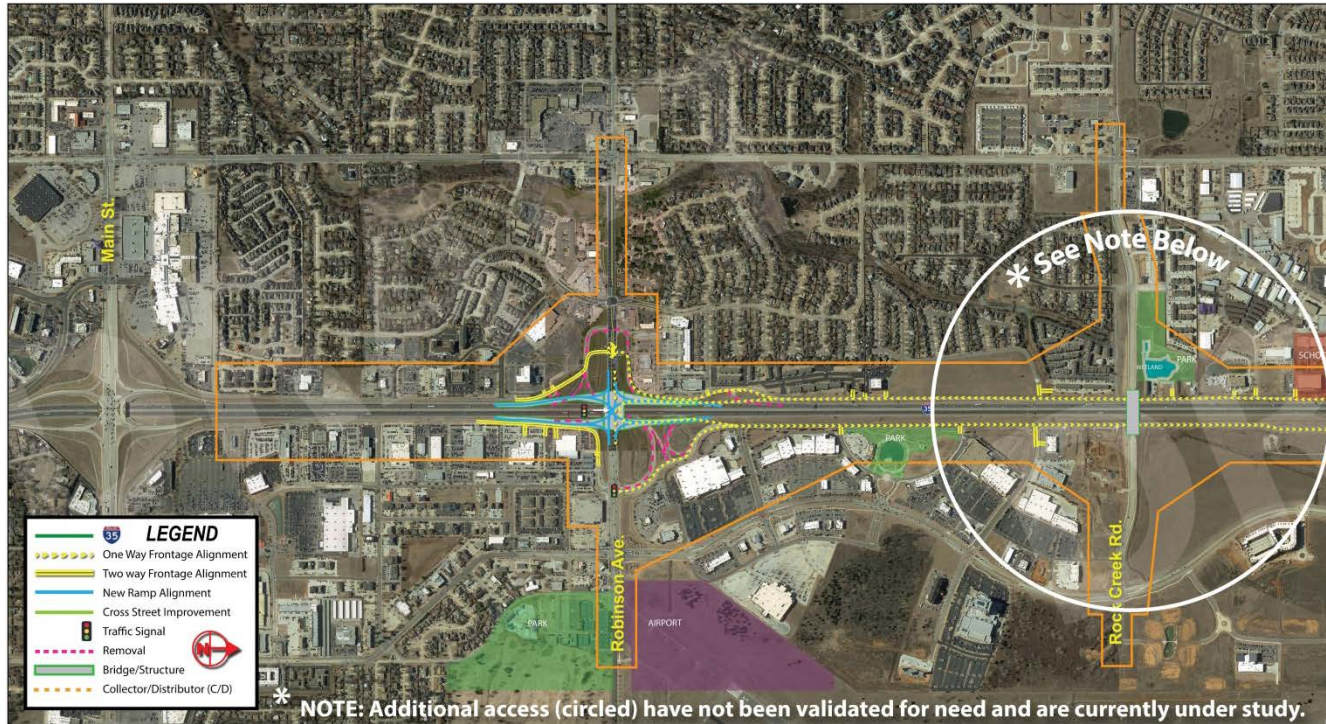 Main St.
* See Note Below
PARK
WETLAND
SCHOO
35
PARK
Robinson Ave.
Rock Creek Rd.
PARK
AIRPORT
35 LEGEND
One Way Frontage Alignment
Two way Frontage Alignment
New Ramp Alignment
Cross Street Improvement
Traffic Signal
Removal
N
Bridge/Structure
Collector/Distributor (C/D)
* NOTE: Additional access (circled) have not been validated for need and are currently under study.